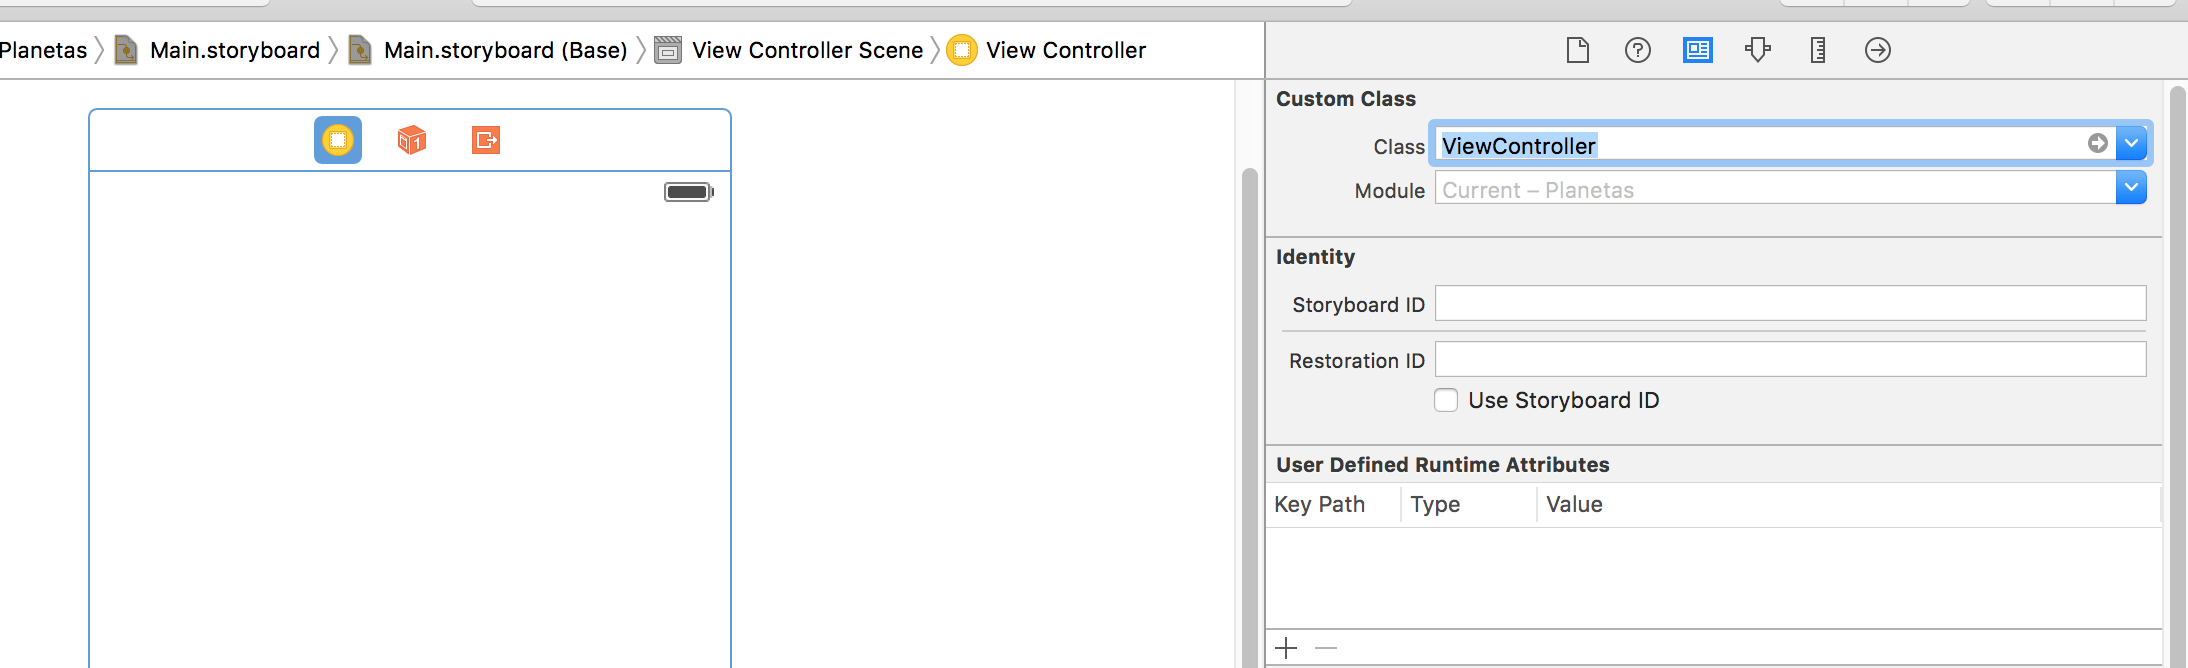 Planetas
Main.storyboard
Main.storyboard (Base)
View Controller Scene
View Controller
1
Custom Class
Class
ViewController
Module
Current – Planetas
Identity
Storyboard ID
Restoration ID
Use Storyboard ID
User Defined Runtime Attributes
Key Path
Type
Value